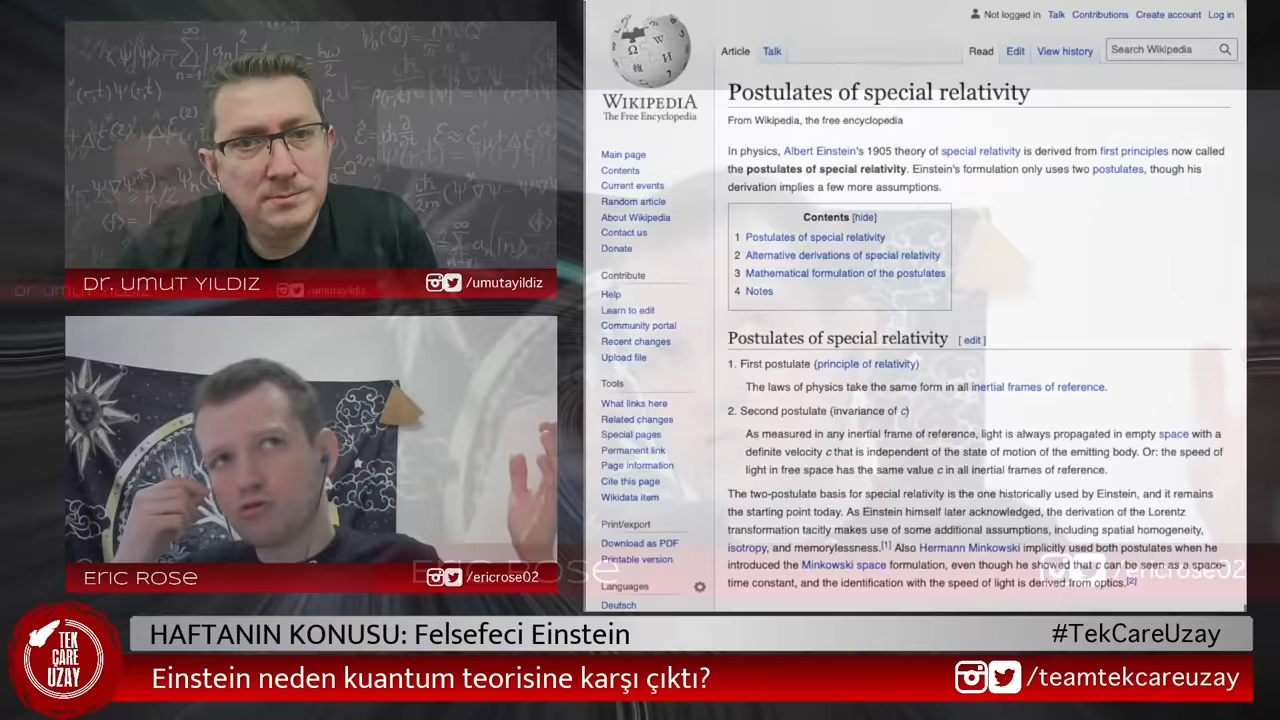 DR. UMUT YILDIZ
/umutayildiz
ERIC ROSE
/ericrose02
WIKIPEDIA
The Free Encyclopedia
Main page
Contents
Current events
Random article
About Wikipedia
Contact us
Donate
Contribute
Help
Learn to edit
Community portal
Recent changes
Upload file
Tools
What links here
Related changes
Special pages
Permanent link
Page information
Cite this page
Wikidata item
Print/export
Download as PDF
Printable version
Languages
Deutsch
Not logged in Talk Contributions Create account Log in
Article Talk Read Edit View history Search Wikipedia
Postulates of special relativity
From Wikipedia, the free encyclopedia
In physics, Albert Einstein's 1905 theory of special relativity is derived from first principles now called
the postulates of special relativity. Einstein's formulation only uses two postulates, though his
derivation implies a few more assumptions.
Contents [hide]
1 Postulates of special relativity
2 Alternative derivations of special relativity
3 Mathematical formulation of the postulates
4 Notes
Postulates of special relativity [ edit ]
1. First postulate (principle of relativity)
The laws of physics take the same form in all inertial frames of reference.
2. Second postulate (invariance of c)
As measured in any inertial frame of reference, light is always propagated in empty space with a
definite velocity c that is independent of the state of motion of the emitting body. Or: the speed of
light in free space has the same value c in all inertial frames of reference.
The two-postulate basis for special relativity is the one historically used by Einstein, and it remains
the starting point today. As Einstein himself later acknowledged, the derivation of the Lorentz
transformation tacitly makes use of some additional assumptions, including spatial homogeneity,
isotropy, and memorylessness.[1] Also Hermann Minkowski implicitly used both postulates when he
introduced the Minkowski space formulation, even though he showed that c can be seen as a space-
time constant, and the identification with the speed of light is derived from optics.[2]
ERIC ROSE
/ericrose02
TEK
ÇARE
UZAY
HAFTANIN KONUSU: Felsefeci Einstein
#TekCareUzay
Einstein neden kuantum teorisine karşı çıktı?
/teamtekcareuzay